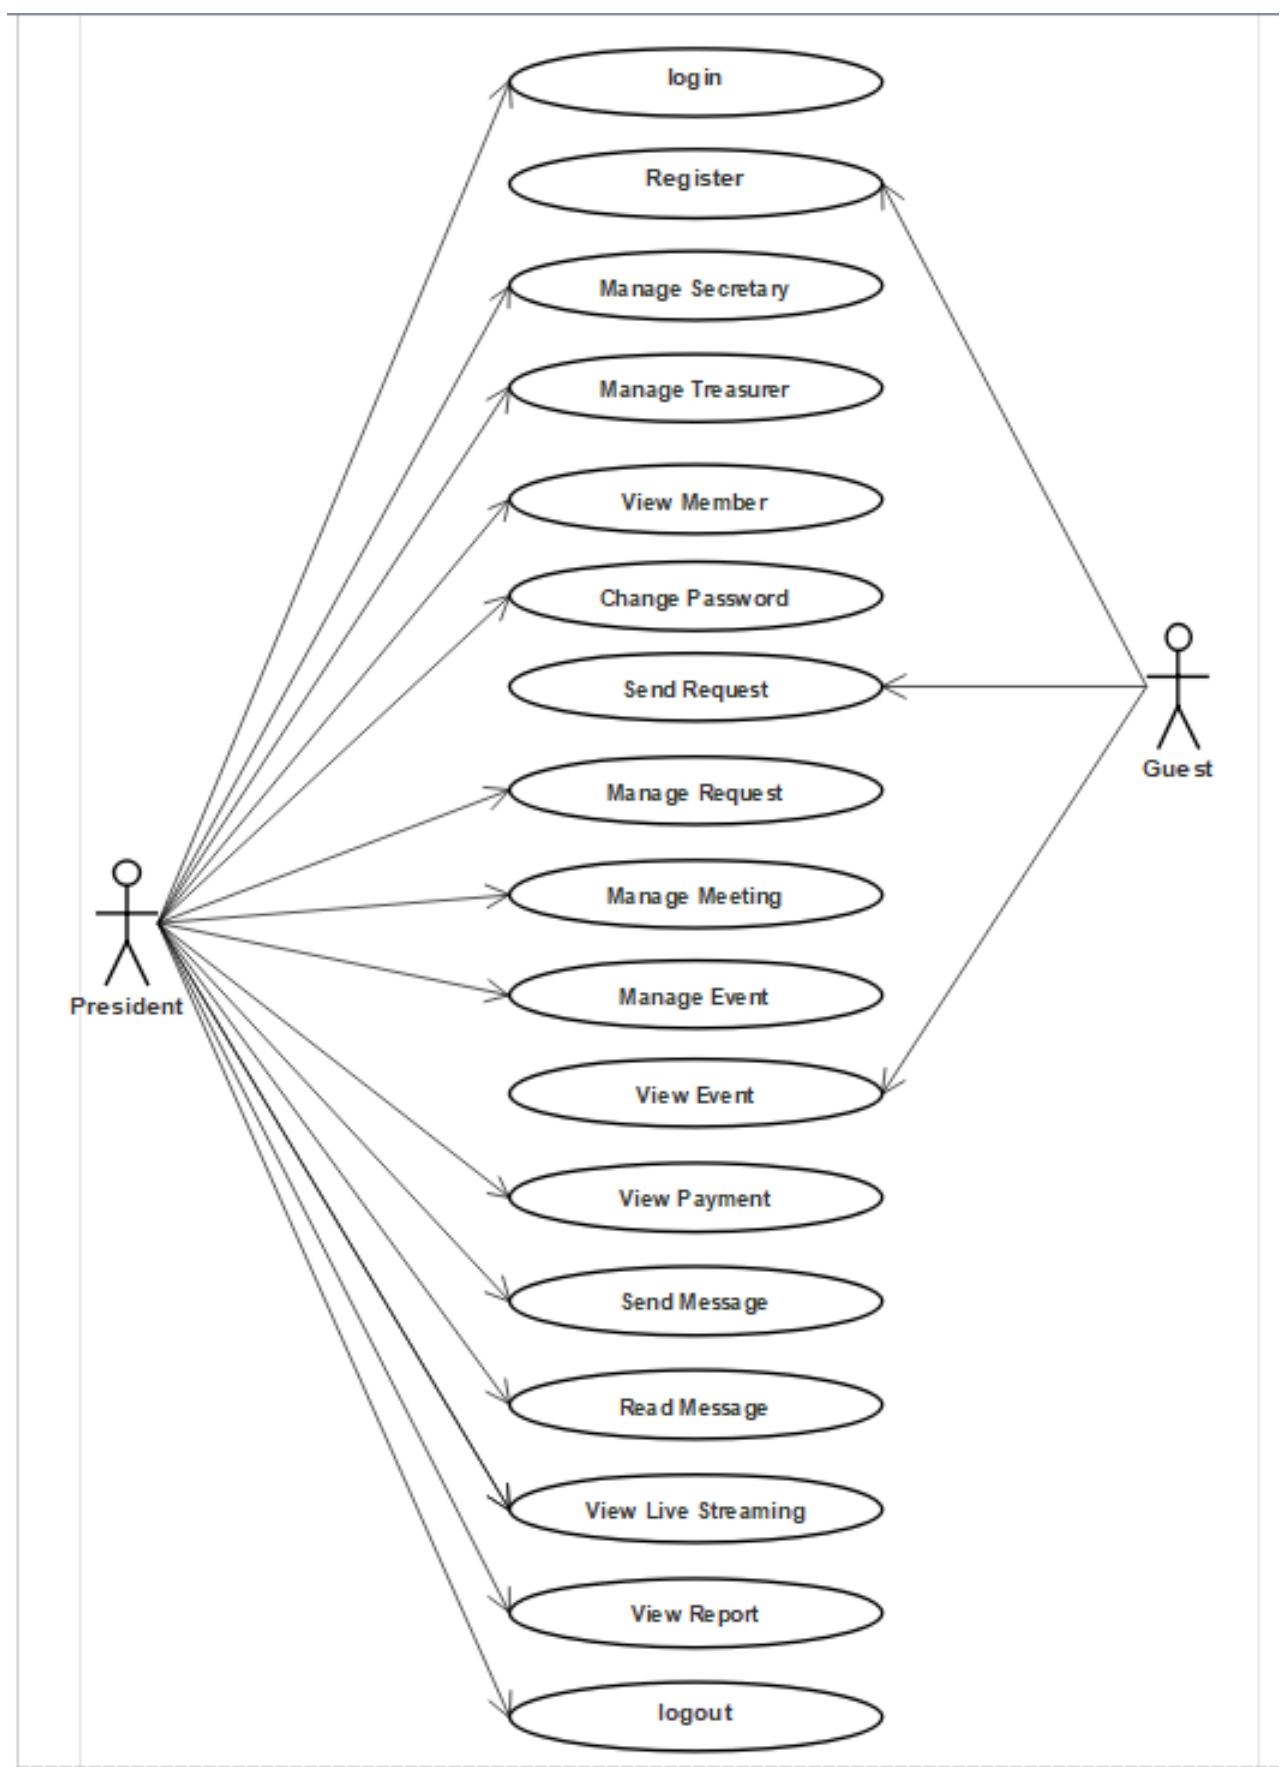 login
Register
Manage Secretary
Manage Treasurer
View Member
Change Password
Send Request
Guest
Manage Request
Manage Meeting
President
Manage Event
View Event
View Payment
Send Message
Read Message
View Live Streaming
View Report
logout